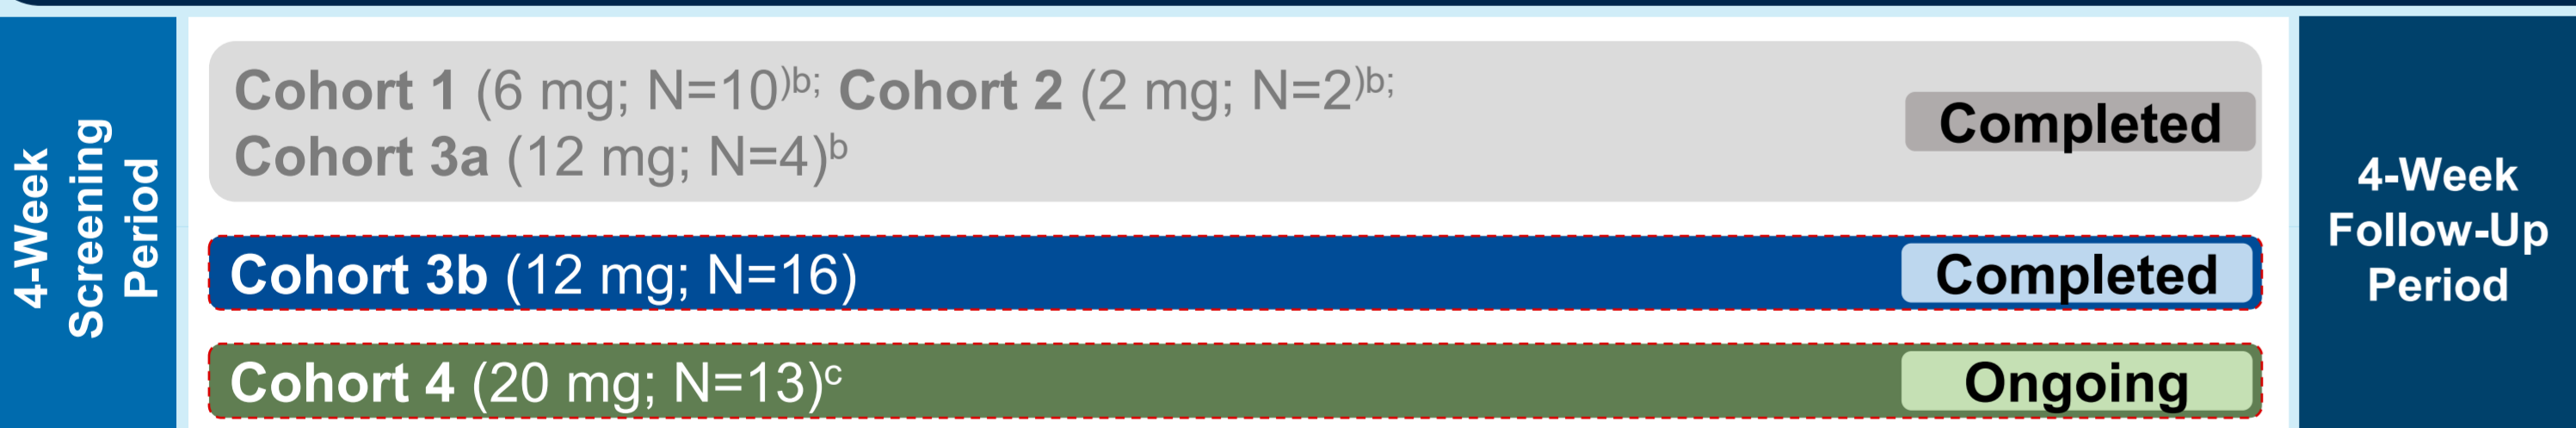 4-Week
Screening
Period
Cohort 1 (6 mg; N=10)b; Cohort 2 (2 mg; N=2)b;
Cohort 3a (12 mg; N=4)b
Completed
Cohort 3b (12 mg; N=16)
Completed
Cohort 4 (20 mg; N=13)c
Ongoing
4-Week
Follow-Up
Period